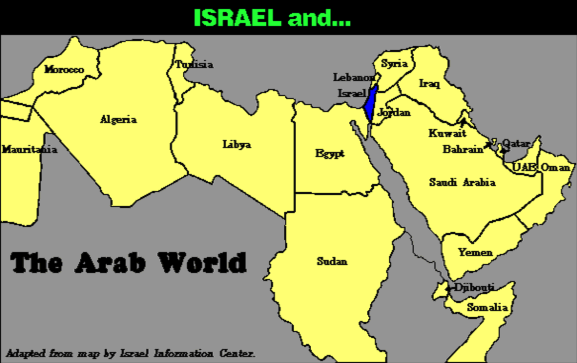 ISRAEL and...
Morocco
Tunisia
Algeria
Mauritania
Libya
Egypt
Sudan
Syria
Lebanon
Israel
Iraq
Jordan
Kuwait
Bahrain
Qatar
UAE
Oman
Saudi Arabia
Yemen
Djibouti
Somalia
The Arab World
Adapted from map by Israel Information Center.